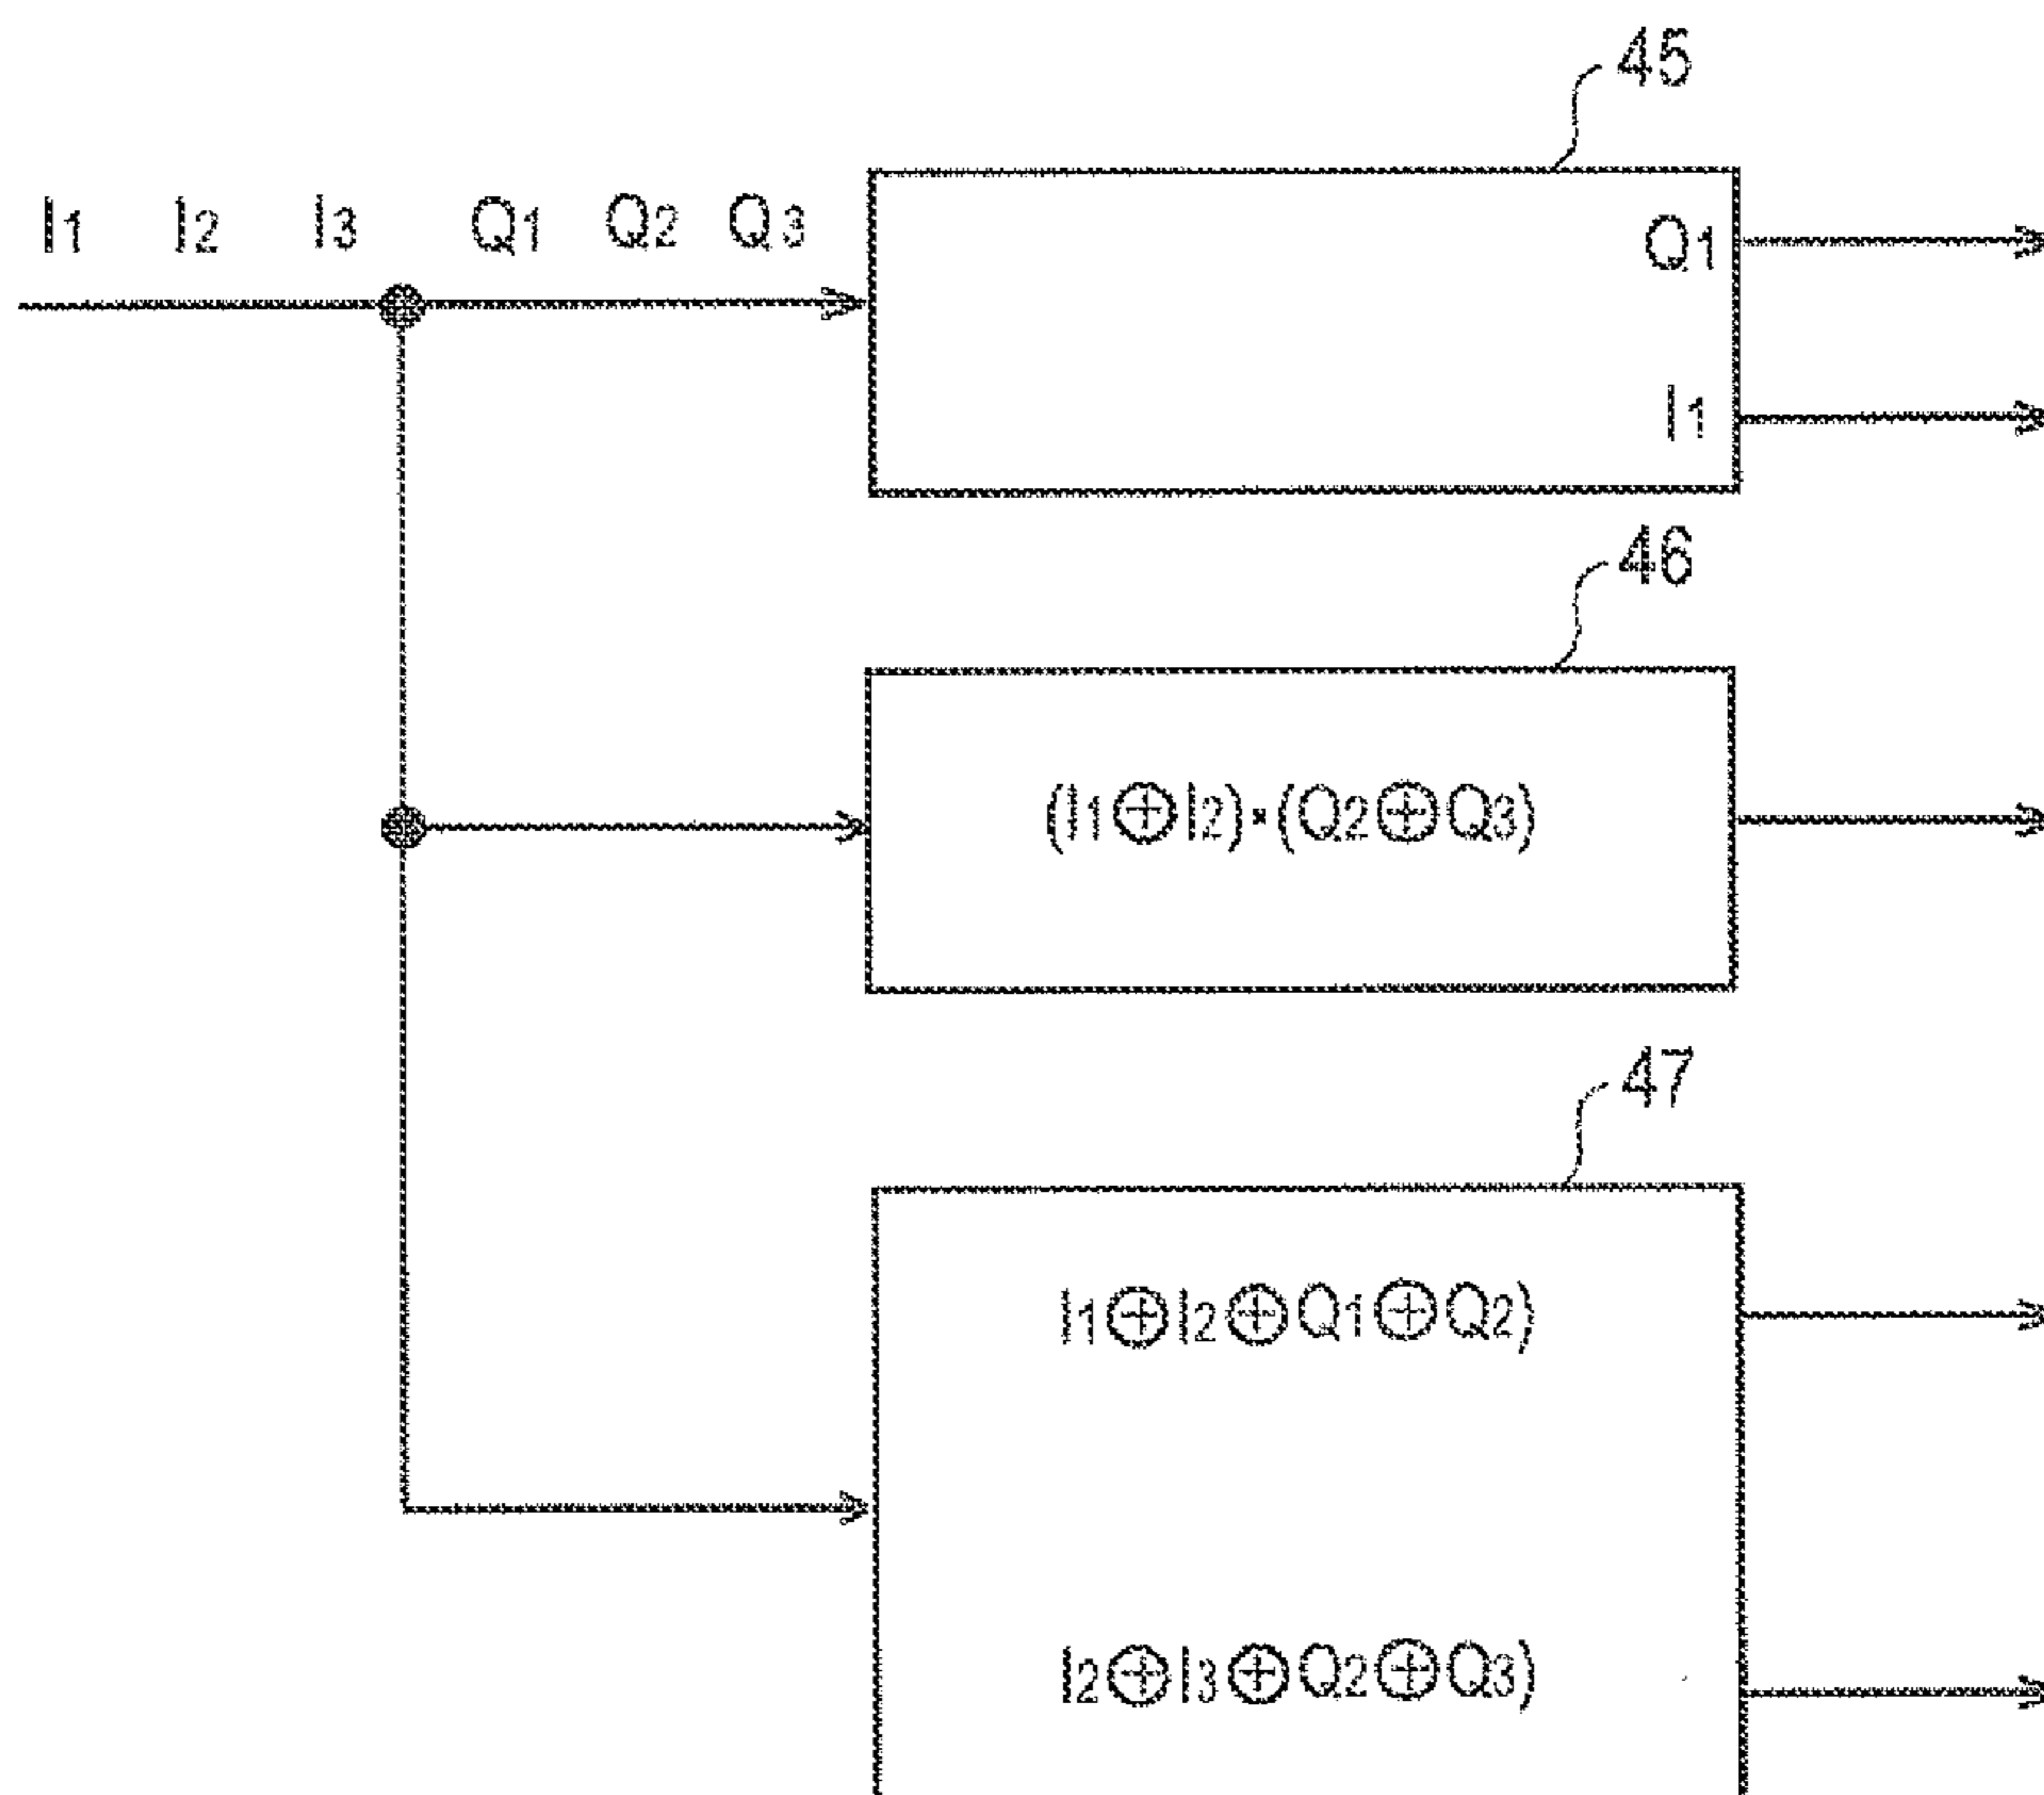 45
I1 I2 I3 Q1 Q2 Q3
Q1
I1
46
(I1⊕I2)·(Q2⊕Q3)
47
I1⊕I2⊕Q1⊕Q2)
I2⊕I3⊕Q2⊕Q3)